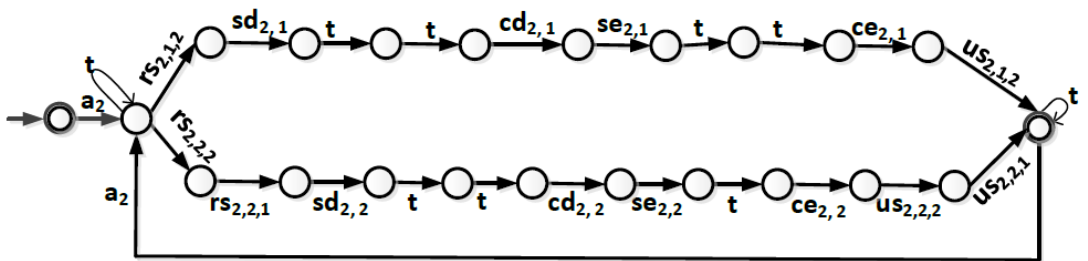 sd2,1 t t cd2,1 se2,1 t t ce2,1
rs2,1,2
us2,1,2
t
t
a2
rs2,2,2
us2,2,1
a2
rs2,2,1 sd2,2 t t cd2,2 se2,2 t ce2,2 us2,2,2